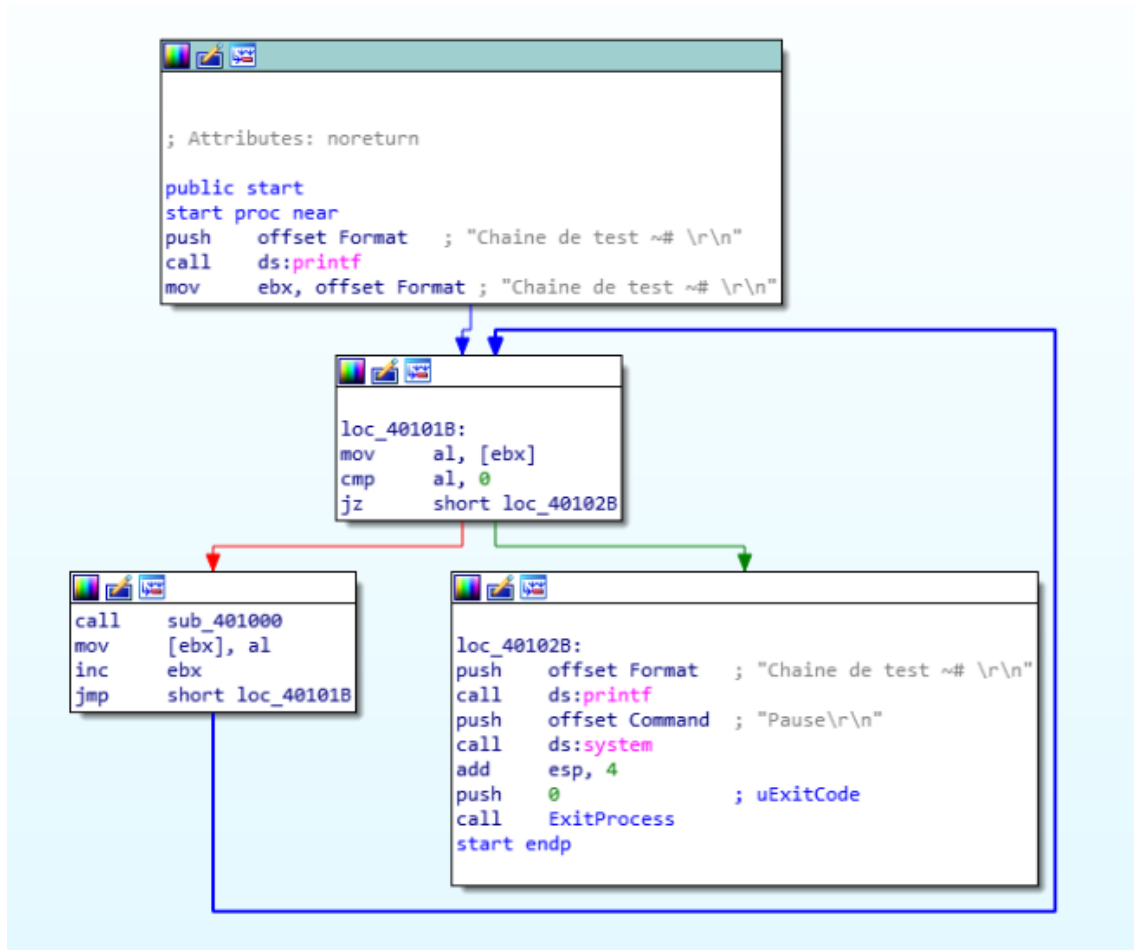 ; Attributes: noreturn
public start
start proc near
push offset Format ; "Chaine de test ~# \r\n"
call ds:printf
mov ebx, offset Format ; "Chaine de test ~# \r\n"
loc_40101B:
mov al, [ebx]
cmp al, 0
jz short loc_40102B
call sub_401000
mov [ebx], al
inc ebx
jmp short loc_40101B
loc_40102B:
push offset Format ; "Chaine de test ~# \r\n"
call ds:printf
push offset Command ; "Pause\r\n"
call ds:system
add esp, 4
push 0 ; uExitCode
call ExitProcess
start endp